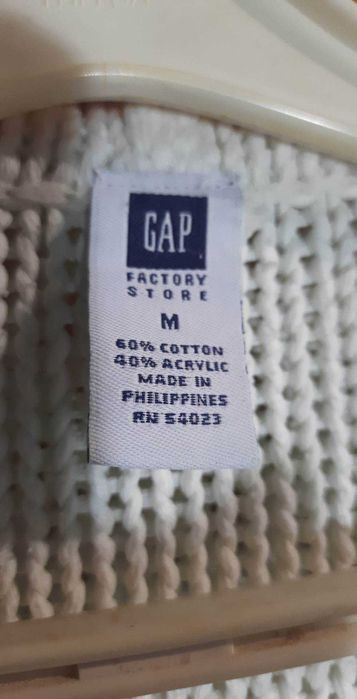 GAP
FACTORY
STORE
M
60% COTTON
40% ACRYLIC
MADE IN
PHILIPPINES
RN 54023